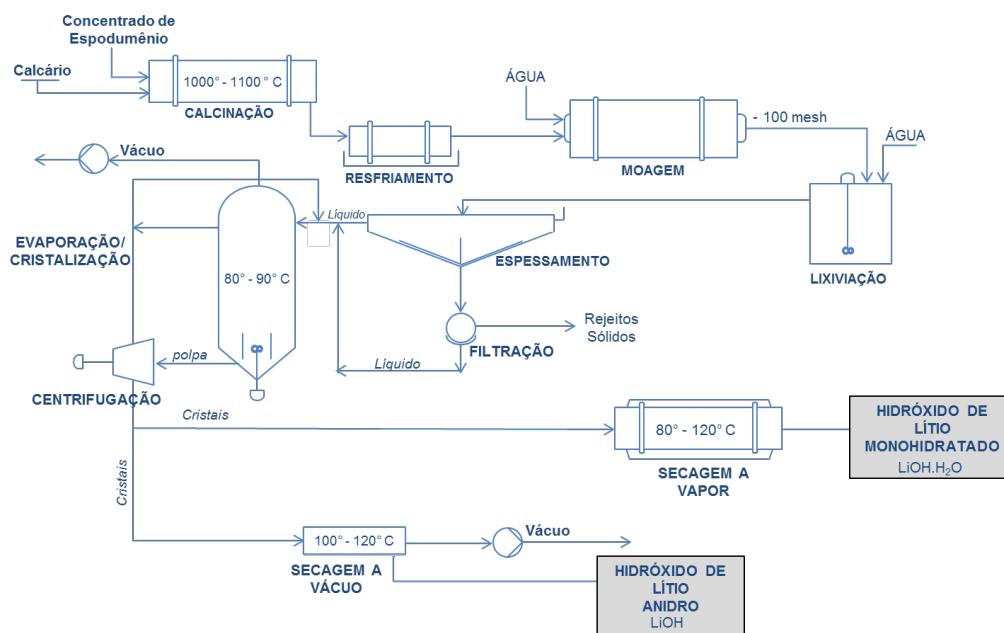 Concentrado de
Espodumênio
Calcário
1000° - 1100° C
CALCINAÇÃO
ÁGUA
- 100 mesh
ÁGUA
RESFRIAMENTO
MOAGEM
Vácuo
Líquido
EVAPORAÇÃO/
CRISTALIZAÇÃO
80° - 90° C
ESPESSAMENTO
LIXIVIAÇÃO
Rejeitos
Sólidos
FILTRAÇÃO
polpa
Líquido
CENTRIFUGAÇÃO
Cristais
80° - 120° C
HIDRÓXIDO DE
LÍTIO
MONOHIDRATADO
LiOH.H₂O
SECAGEM A
VAPOR
Cristais
100° - 120° C
Vácuo
SECAGEM A
VÁCUO
HIDRÓXIDO DE
LÍTIO
ANIDRO
LiOH